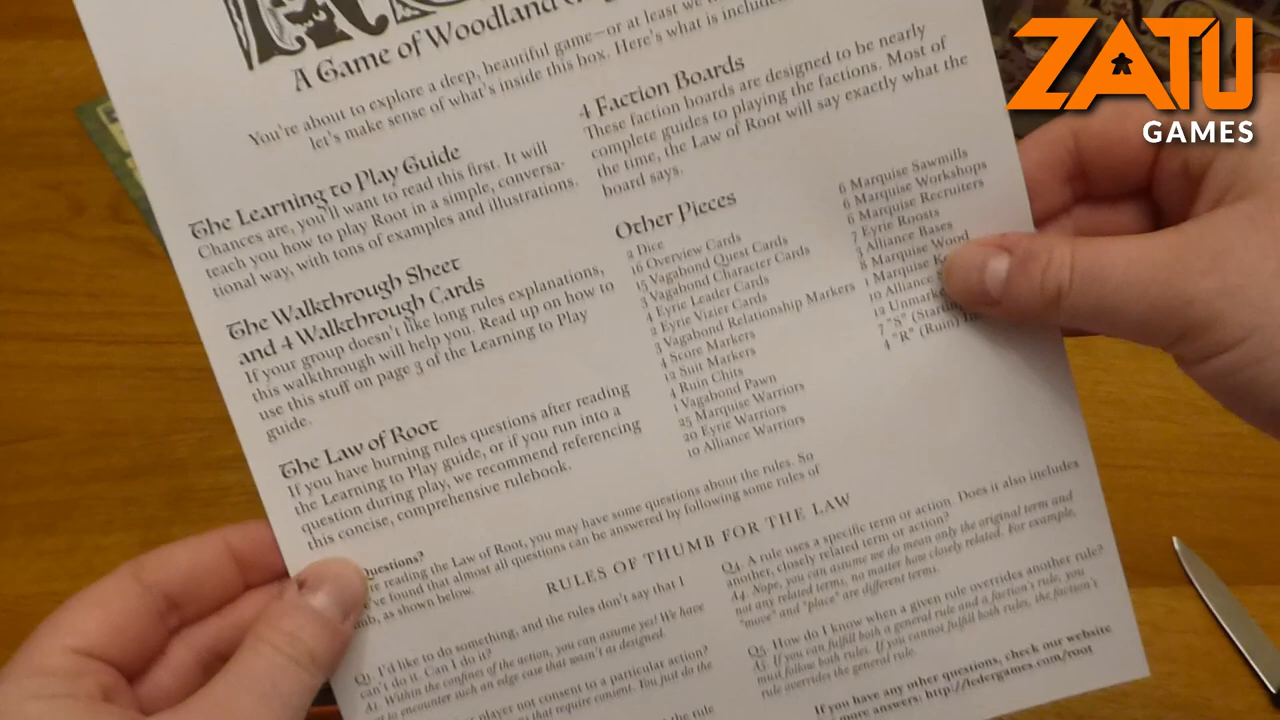 ZATU
GAMES
A Game of Woodland
You're about to explore a deep, beautiful game—or at least we
let's make sense of what's inside this box. Here's what is
The Learning to Play Guide
Chances are, you'll want to read this first. It will
teach you how to play Root in a simple, conversa-
tional way, with tons of examples and illustrations.
The Walkthrough Sheet
and 4 Walkthrough Cards
If your group doesn't like long rules explanations,
this walkthrough will help you. Read up on how to
use this stuff on page 3 of the Learning to Play
guide.
The Law of Root
If you have burning rules questions after reading
the Learning to Play guide, or if you run into a
question during play, we recommend referencing
this concise, comprehensive rulebook.
4 Faction Boards
These faction boards are designed to be nearly
complete guides to playing the factions. Most of
the time, the Law of Root will say exactly what the
board says.
Other Pieces
2 Dice
16 Overview Cards
15 Vagabond Quest Cards
3 Vagabond Character Cards
4 Eyrie Leader Cards
2 Eyrie Vizier Cards
3 Vagabond Relationship Markers
4 Score Markers
12 Suit Markers
4 Ruin Chits
1 Vagabond Pawn
25 Marquise Warriors
20 Eyrie Warriors
10 Alliance Warriors
6 Marquise Sawmills
6 Marquise Workshops
6 Marquise Recruiters
7 Eyrie Roosts
3 Alliance Bases
8 Marquise Wood
1 Marquise
10 Alliance
12
7 "S"
4 "R" (Ruin)
Questions?
reading the Law of Root, you may have some questions about the rules. So
found that almost all questions can be answered by following some rules of
as shown below.
RULES OF THUMB FOR THE LAW
Q1. I'd like to do something, and the rules don't say that I
can't do it. Can I do it?
A1. Within the confines of the action, you can assume yes! We have
to encounter such an edge case that wasn't as designed.
player not consent to a particular action?
that require consent. You just do the
the rule
Q4. A rule uses a specific term or action. Does it also includes
another, closely related term or action?
A4. Nope, you can assume we do mean only the original term and
not any related terms, no matter how closely related. For example,
"move" and "place" are different terms.
Q5. How do I know when a given rule overrides another rule?
A5. If you can fulfill both a general rule and a faction's rule, you
must follow both rules. If you cannot fulfill both rules, the faction's
rule overrides the general rule.
If you have any other questions, check our website
more answers: http://ledergames.com/root